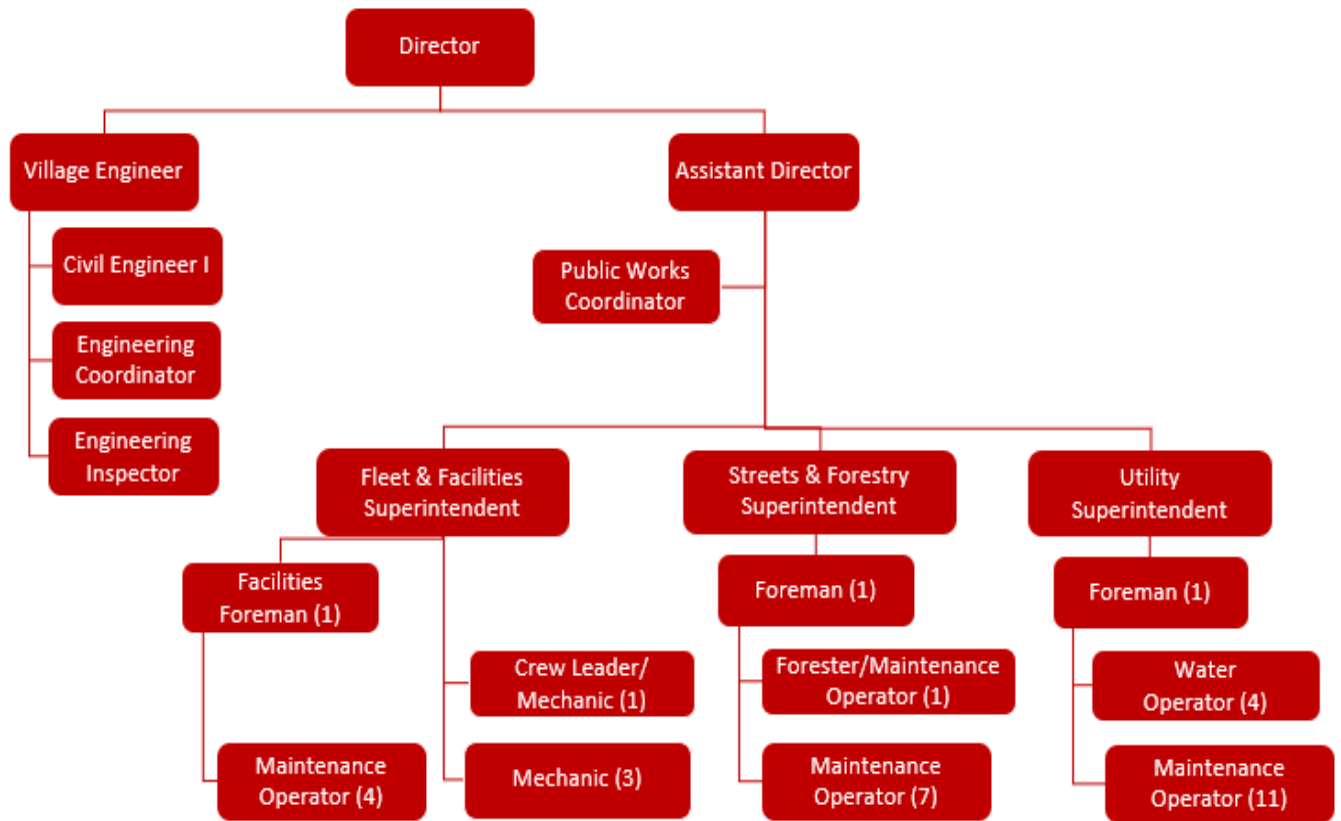 Director
Village Engineer
Assistant Director
Civil Engineer I
Public Works
Coordinator
Engineering
Coordinator
Engineering
Inspector
Fleet & Facilities
Superintendent
Streets & Forestry
Superintendent
Utility
Superintendent
Facilities
Foreman (1)
Foreman (1)
Foreman (1)
Crew Leader/
Mechanic (1)
Forester/Maintenance
Operator (1)
Water
Operator (4)
Maintenance
Operator (4)
Mechanic (3)
Maintenance
Operator (7)
Maintenance
Operator (11)